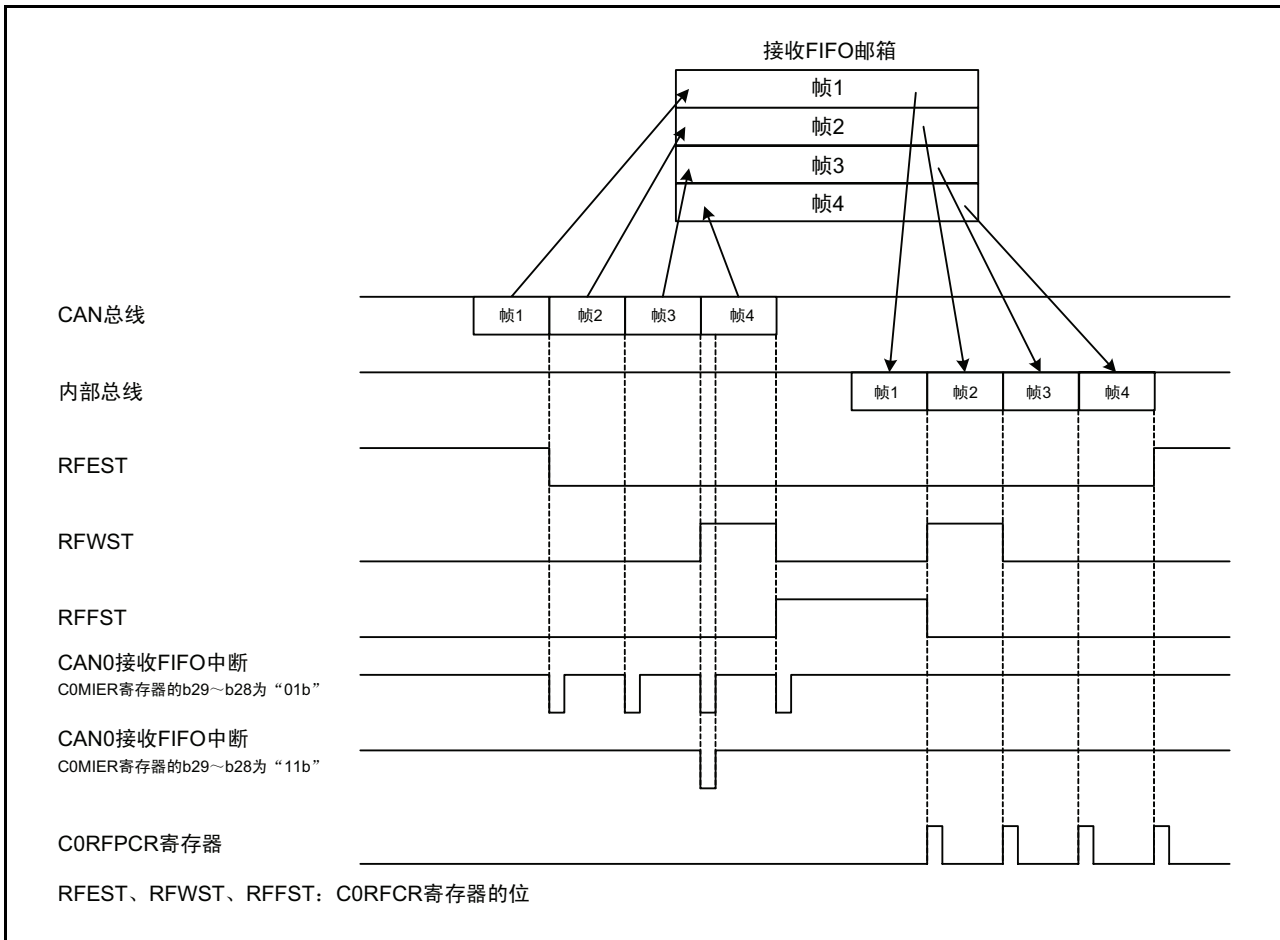 接收FIFO邮箱
帧1
帧2
帧3
帧4
CAN总线
帧1 帧2 帧3 帧4
内部总线
帧1 帧2 帧3 帧4
RFEST
RFWST
RFFST
CAN0接收FIFO中断
C0MIER寄存器的b29～b28为“01b”
CAN0接收FIFO中断
C0MIER寄存器的b29～b28为“11b”
C0RFPCR寄存器
RFEST、RFWST、RFFST：C0RFCR寄存器的位